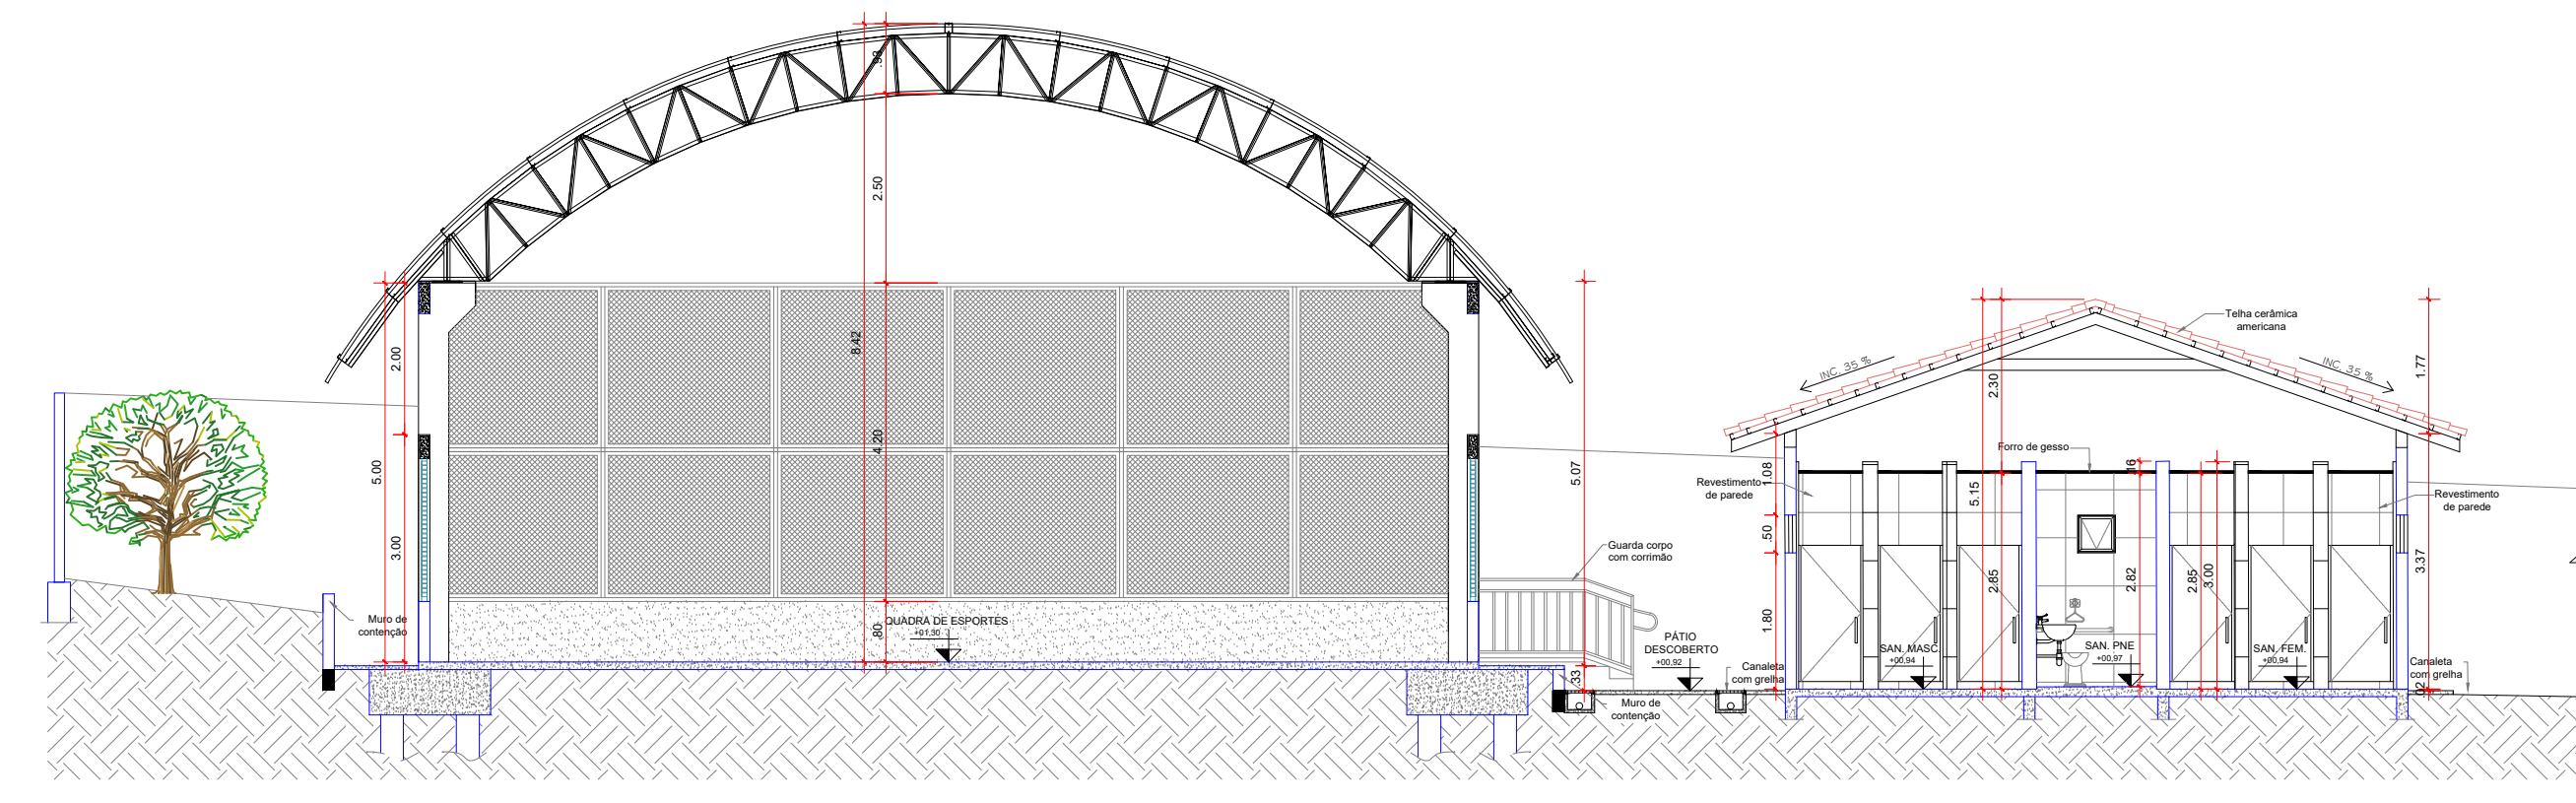 .93
2.50
8.42
4.20
.80
2.00
5.00
3.00
Muro de
contenção
QUADRA DE ESPORTES
+01,30
5.07
.33
Guarda corpo
com corrimão
PÁTIO
DESCOBERTO
+00,92
Canaleta
com grelha
Muro de
contenção
1.08
.50
1.80
Revestimento
de parede
INC. 35 %
Forro de gesso
2.30
5.15
2.85
.16
2.82
2.85
3.00
SAN. MASC.
+00,94
SAN. PNE
+00,97
SAN. FEM.
+00,94
Telha cerâmica
americana
INC. 35 %
1.77
3.37
Revestimento
de parede
Canaleta
com grelha